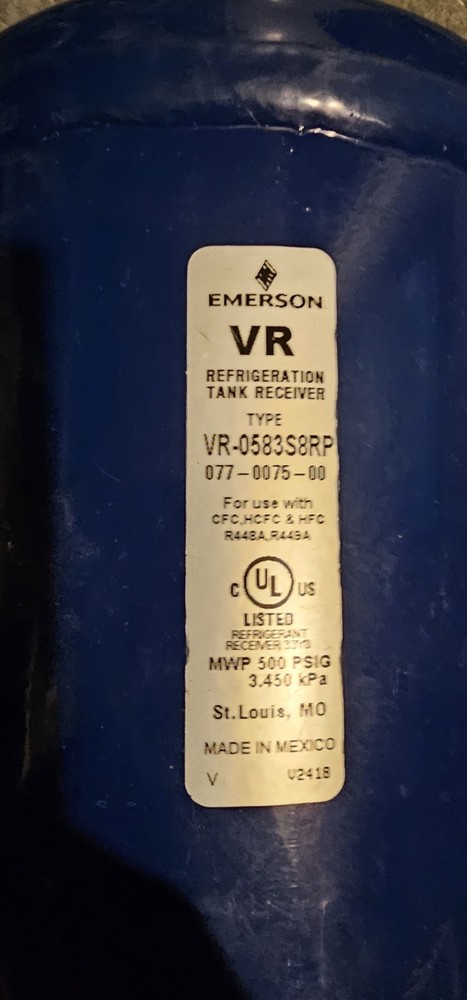 EMERSON
VR
REFRIGERATION
TANK RECEIVER
TYPE
VR-0583S8RP
077-0075-00
For use with
CFC,HCFC & HFC
R448A,R449A
C UL US
LISTED
REFRIGERANT
RECEIVER 33Y3
MWP 500 PSIG
3.450 kPa
St.Louis, MO
MADE IN MEXICO
V U2418